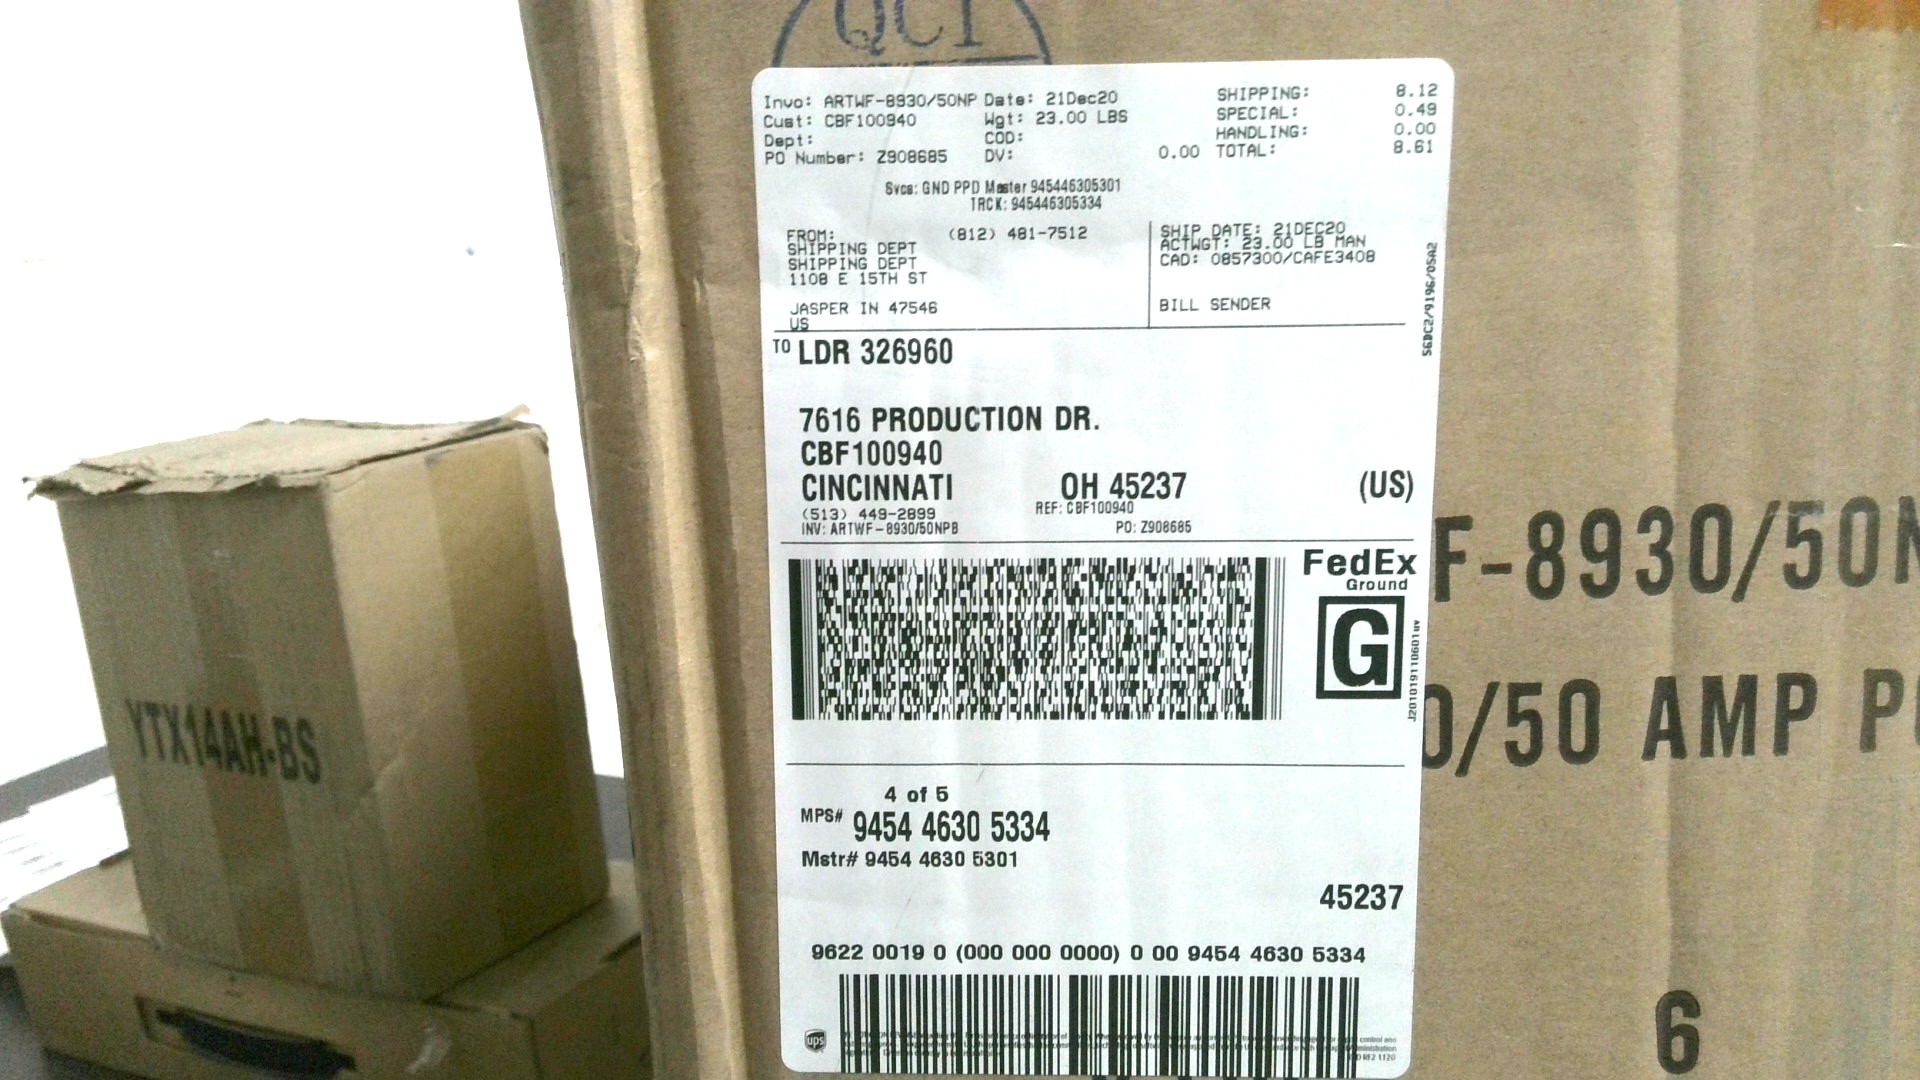 QCI
Invo: ARTWF-8930/50NP Date: 21Dec20 SHIPPING: 8.12
Cust: CBF100940 Wgt: 23.00 LBS SPECIAL: 0.49
Dept: COD: HANDLING: 0.00
PO Number: Z908685 DV: 0.00 TOTAL: 8.61
Svcs: GND PPD Master 945446305301
TRCK: 945446305334
FROM: (812) 481-7512
SHIPPING DEPT
SHIPPING DEPT
1108 E 15TH ST
JASPER IN 47546
US
SHIP DATE: 21DEC20
ACTWGT: 23.00 LB MAN
CAD: 0857300/CAFE3408
BILL SENDER
56DC2/9196/05A2
TO LDR 326960
7616 PRODUCTION DR.
CBF100940
CINCINNATI OH 45237 (US)
(513) 449-2899 REF: CBF100940
INV: ARTWF-8930/50NPB PO: Z908685
FedEx
Ground
G
J201019110601uv
4 of 5
MPS# 9454 4630 5334
Mstr# 9454 4630 5301
45237
9622 0019 0 (000 000 0000) 0 00 9454 4630 5334
ups
F-8930/50N
0/50 AMP P
6
YTX14AH-BS